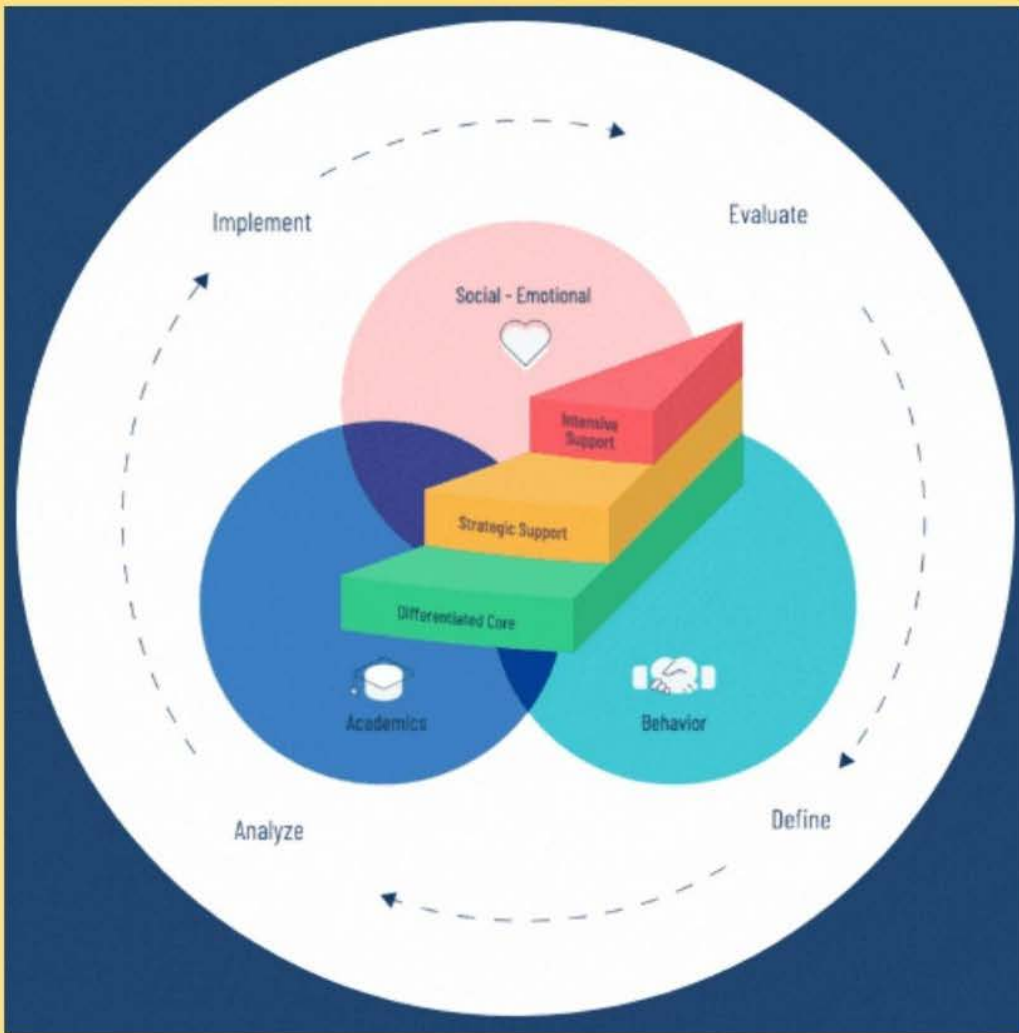 Implement
Evaluate
Social - Emotional
Intensive
Support
Strategic Support
Differentiated Core
Academics
Behavior
Analyze
Define